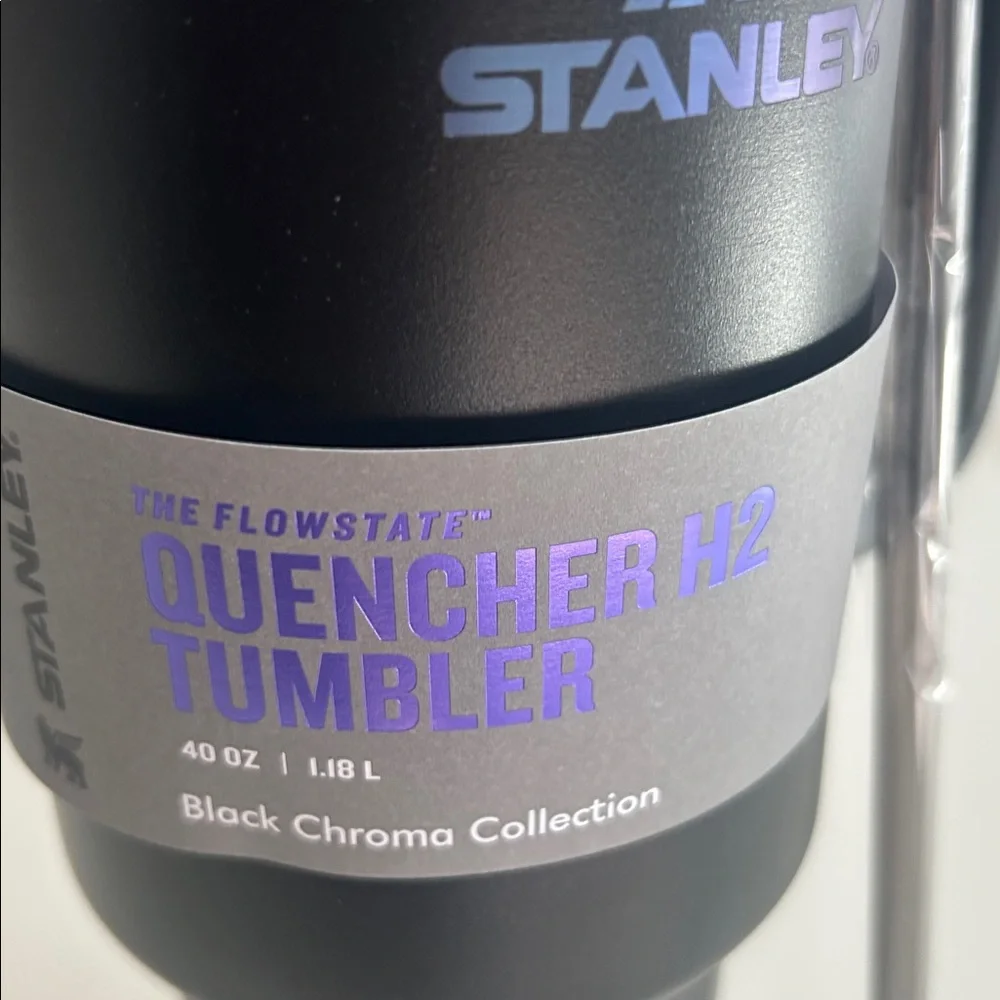 STANLEY®
STANLEY®
THE FLOWSTATE™
QUENCHER H2
TUMBLER
40 OZ | 1.18 L
Black Chroma Collection